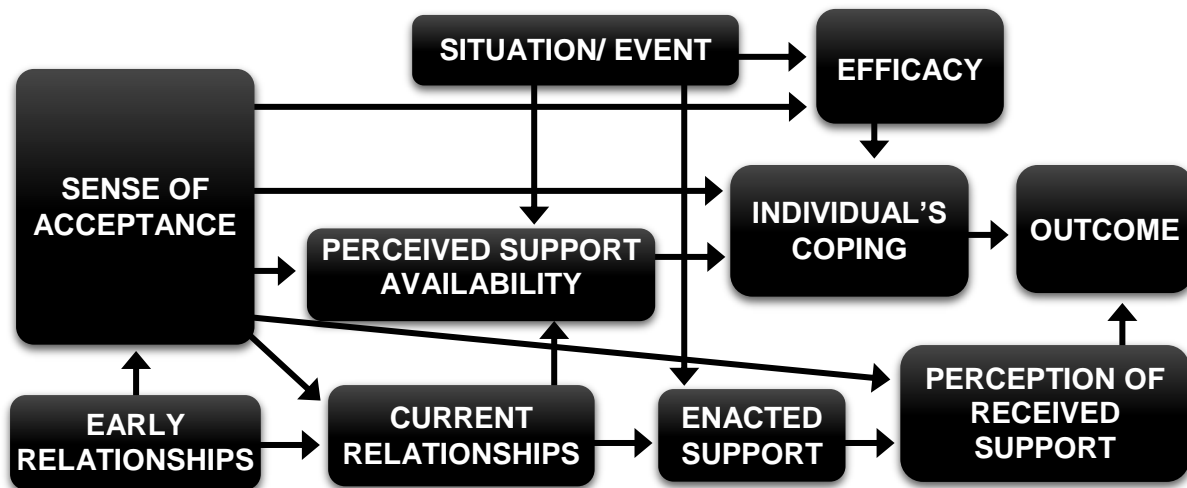 SITUATION/ EVENT
EFFICACY
SENSE OF
ACCEPTANCE
INDIVIDUAL’S
COPING
OUTCOME
PERCEIVED SUPPORT
AVAILABILITY
EARLY
RELATIONSHIPS
CURRENT
RELATIONSHIPS
ENACTED
SUPPORT
PERCEPTION OF
RECEIVED
SUPPORT